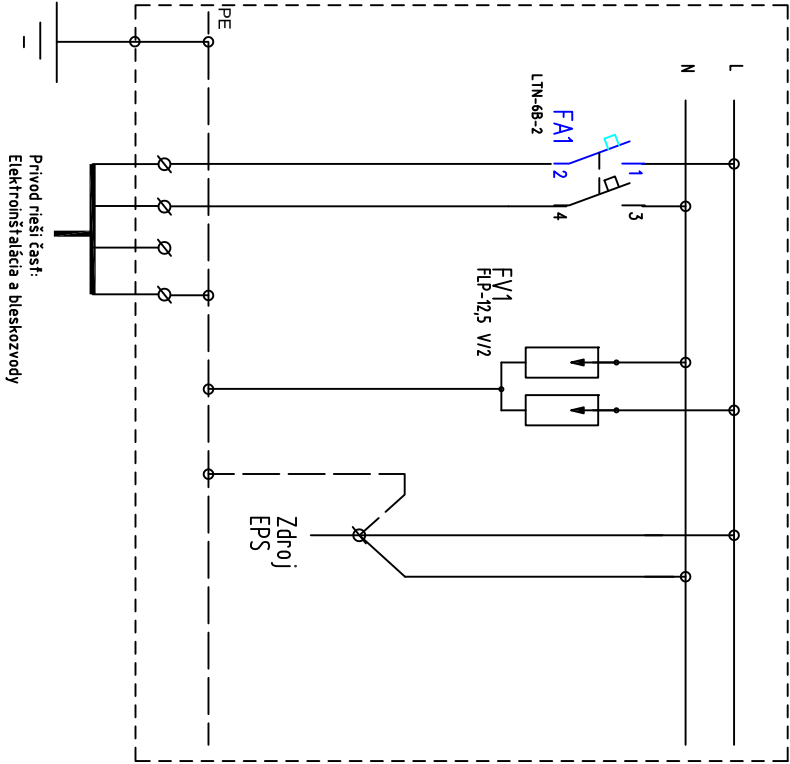 L
N
FA1
LTN-6B-2
1
2
3
4
FV1
FLP-12,5 V/2
Zdroj
EPS
PE
Prívod rieši časť:
Elektroinštalácia a bleskozvody